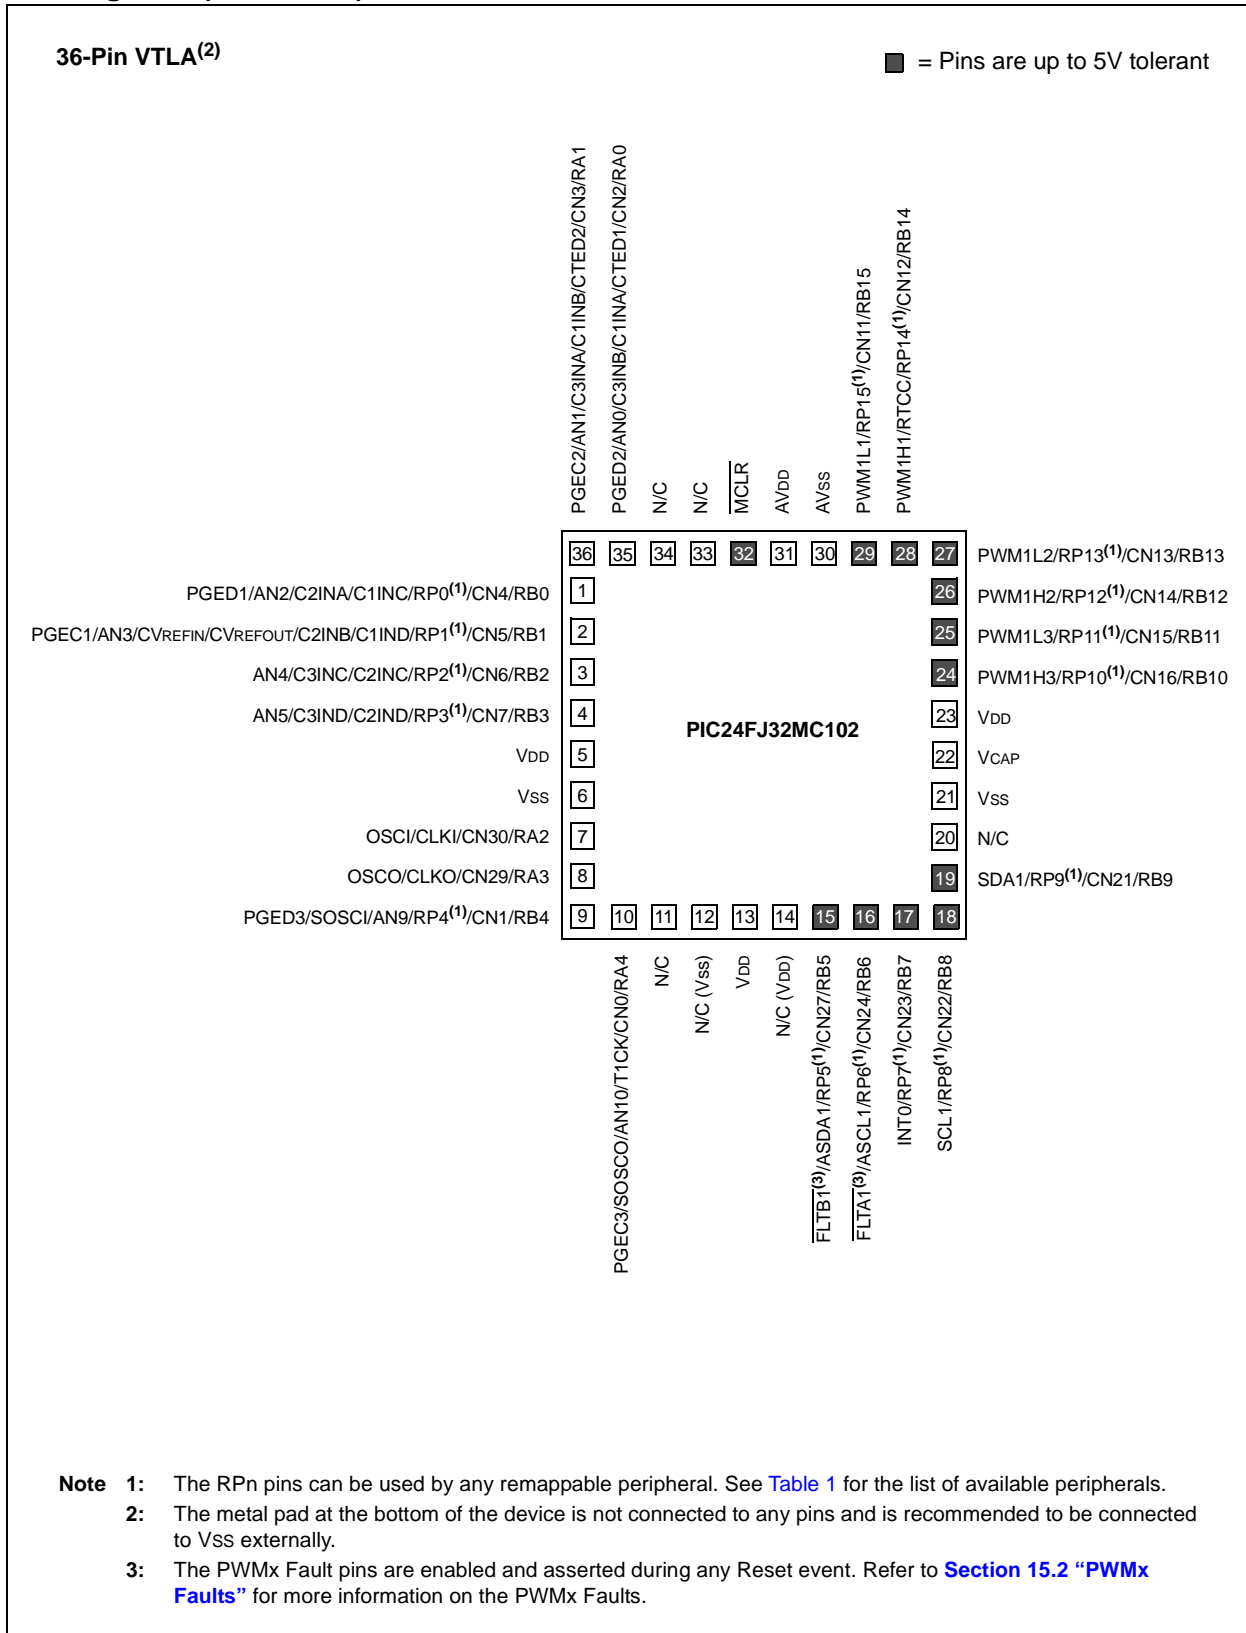 36-Pin VTLA(2)
= Pins are up to 5V tolerant
PGEC2/AN1/C3INA/C1INB/CTED2/CN3/RA1
PGED2/AN0/C3INB/C1INA/CTED1/CN2/RA0
N/C
N/C
MCLR
AVDD
AVSS
PWM1L1/RP15(1)/CN11/RB15
PWM1H1/RTCC/RP14(1)/CN12/RB14
36 35 34 33 32 31 30 29 28 27 PWM1L2/RP13(1)/CN13/RB13
PGED1/AN2/C2INA/C1INC/RP0(1)/CN4/RB0 1 26 PWM1H2/RP12(1)/CN14/RB12
PGEC1/AN3/CVREFIN/CVREFOUT/C2INB/C1IND/RP1(1)/CN5/RB1 2 25 PWM1L3/RP11(1)/CN15/RB11
AN4/C3INC/C2INC/RP2(1)/CN6/RB2 3 24 PWM1H3/RP10(1)/CN16/RB10
AN5/C3IND/C2IND/RP3(1)/CN7/RB3 4 23 VDD
PIC24FJ32MC102
VDD 5 22 VCAP
VSS 6 21 VSS
OSCI/CLKI/CN30/RA2 7 20 N/C
OSCO/CLKO/CN29/RA3 8 19 SDA1/RP9(1)/CN21/RB9
PGED3/SOSCI/AN9/RP4(1)/CN1/RB4 9 10 11 12 13 14 15 16 17 18
PGEC3/SOSCO/AN10/T1CK/CN0/RA4
N/C
N/C (Vss)
VDD
N/C (VDD)
FLTB1(3)/ASDA1/RP5(1)/CN27/RB5
FLTA1(3)/ASCL1/RP6(1)/CN24/RB6
INT0/RP7(1)/CN23/RB7
SCL1/RP8(1)/CN22/RB8
Note 1: The RPn pins can be used by any remappable peripheral. See Table 1 for the list of available peripherals.
2: The metal pad at the bottom of the device is not connected to any pins and is recommended to be connected
to VSS externally.
3: The PWMx Fault pins are enabled and asserted during any Reset event. Refer to Section 15.2 “PWMx
Faults” for more information on the PWMx Faults.